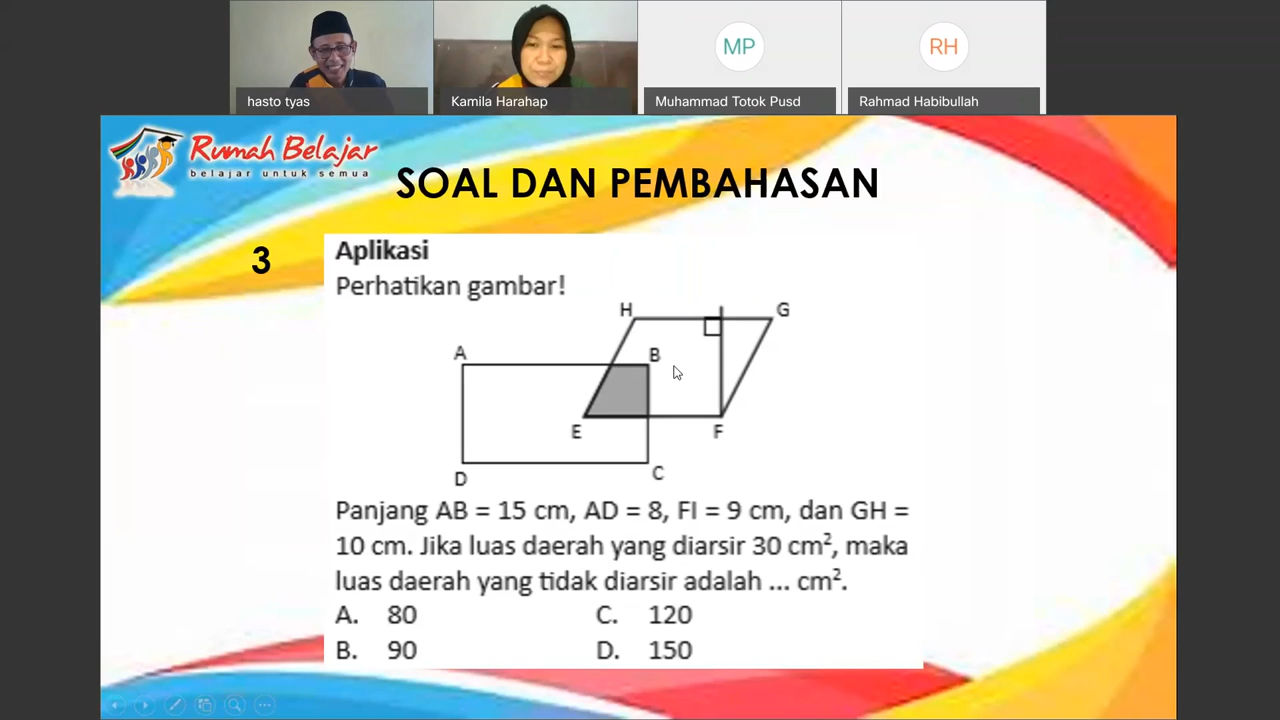 MP
RH
hasto tyas
Kamila Harahap
Muhammad Totok Pusd
Rahmad Habibullah
Rumah Belajar
belajar untuk semua
SOAL DAN PEMBAHASAN
3
Aplikasi
Perhatikan gambar!
H
G
A
B
E
F
D
C
Panjang AB = 15 cm, AD = 8, FI = 9 cm, dan GH =
10 cm. Jika luas daerah yang diarsir 30 cm², maka
luas daerah yang tidak diarsir adalah ... cm².
A. 80 C. 120
B. 90 D. 150